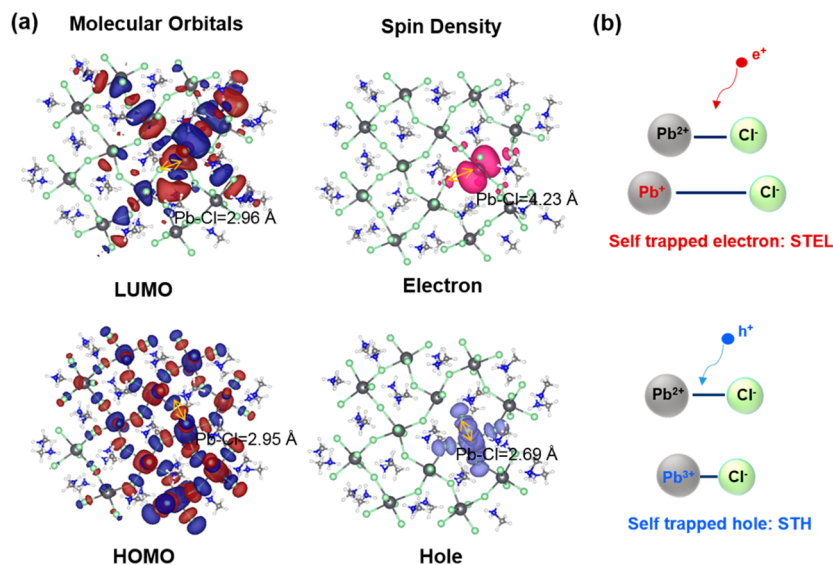 (a)
Molecular Orbitals
Spin Density
Pb-Cl=2.96 Å
Pb-Cl=4.23 Å
LUMO
Electron
Pb-Cl=2.95 Å
Pb-Cl=2.69 Å
HOMO
Hole
(b)
e⁺
Pb²⁺
Cl⁻
Pb⁺
Cl⁻
Self trapped electron: STEL
h⁺
Pb²⁺
Cl⁻
Pb³⁺
Cl⁻
Self trapped hole: STH